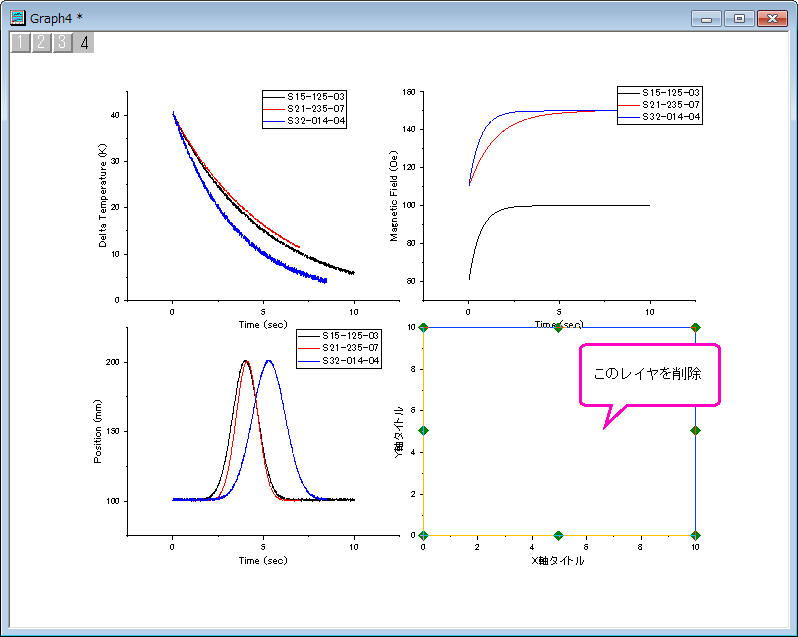 Graph4 *
1 2 3 4
S15-125-03
S21-235-07
S32-014-04
Delta Temperature (K)
40
30
20
10
0
0 5 10
Time (sec)
S15-125-03
S21-235-07
S32-014-04
Magnetic Field (Oe)
160
140
120
100
80
60
0 5 10
Time (sec)
S15-125-03
S21-235-07
S32-014-04
Position (mm)
200
150
100
0 5 10
Time (sec)
このレイヤを削除
Y軸タイトル
10
8
6
4
2
0
0 2 4 6 8 10
X軸タイトル